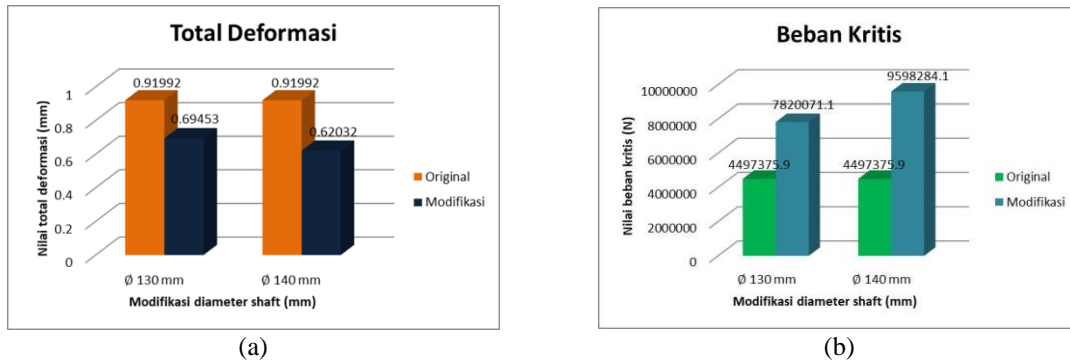 Total Deformasi
0.91992
0.91992
0.69453
0.62032
1
0.8
0.6
0.4
0.2
0
Nilai total deformasi (mm)
Original
Modifikasi
Ø 130 mm
Ø 140 mm
Modifikasi diameter shaft (mm)
(a)
Beban Kritis
9598284.1
7820071.1
4497375.9
4497375.9
10000000
8000000
6000000
4000000
2000000
0
Nilai beban kritis (N)
Original
Modifikasi
Ø 130 mm
Ø 140 mm
Modifikasi diameter shaft (mm)
(b)